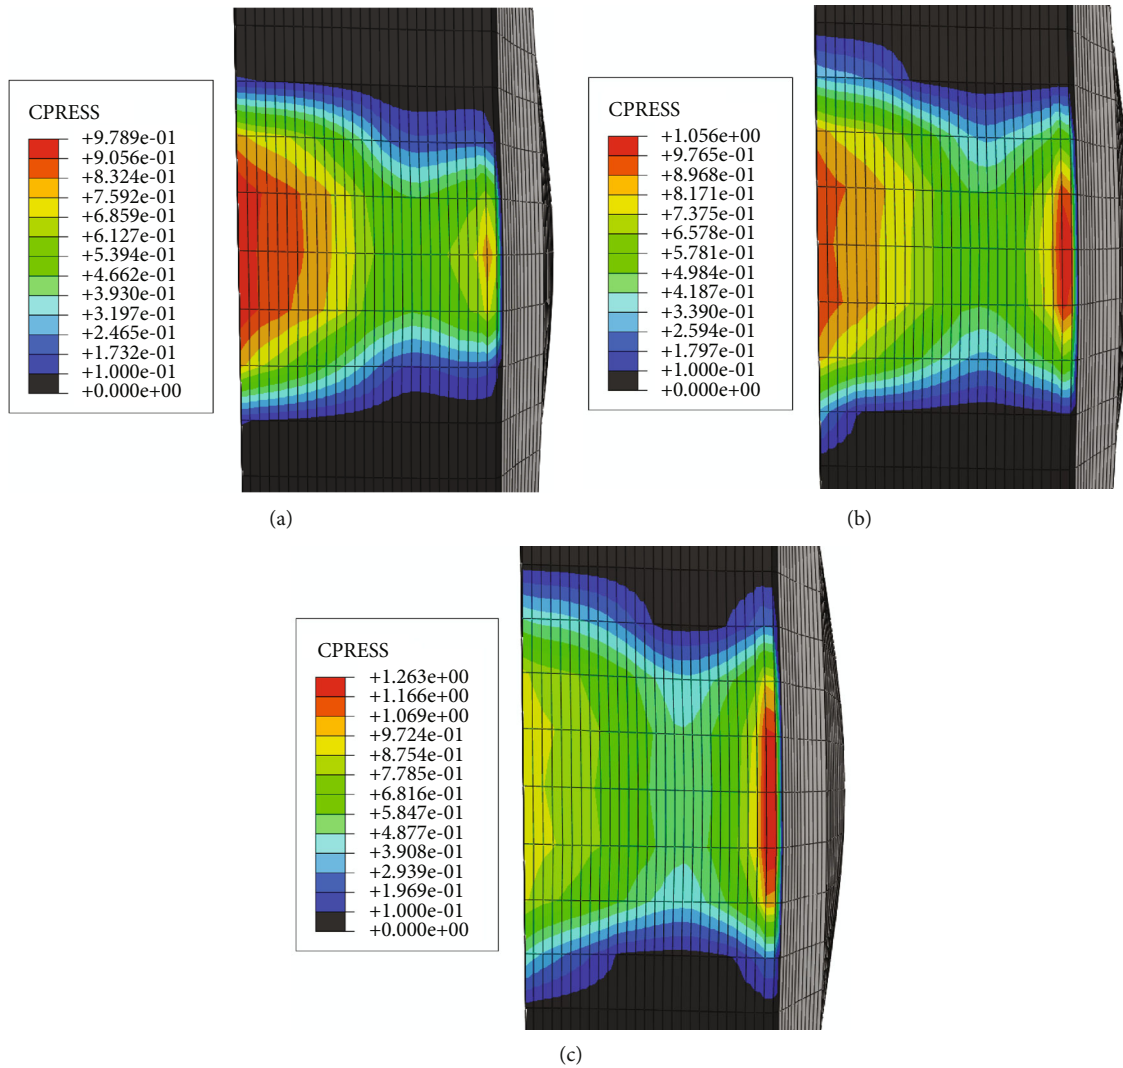 CPRESS
+9.789e-01
+9.056e-01
+8.324e-01
+7.592e-01
+6.859e-01
+6.127e-01
+5.394e-01
+4.662e-01
+3.930e-01
+3.197e-01
+2.465e-01
+1.732e-01
+1.000e-01
+0.000e+00
(a)
CPRESS
+1.056e+00
+9.765e-01
+8.968e-01
+8.171e-01
+7.375e-01
+6.578e-01
+5.781e-01
+4.984e-01
+4.187e-01
+3.390e-01
+2.594e-01
+1.797e-01
+1.000e-01
+0.000e+00
(b)
CPRESS
+1.263e+00
+1.166e+00
+1.069e+00
+9.724e-01
+8.754e-01
+7.785e-01
+6.816e-01
+5.847e-01
+4.877e-01
+3.908e-01
+2.939e-01
+1.969e-01
+1.000e-01
+0.000e+00
(c)